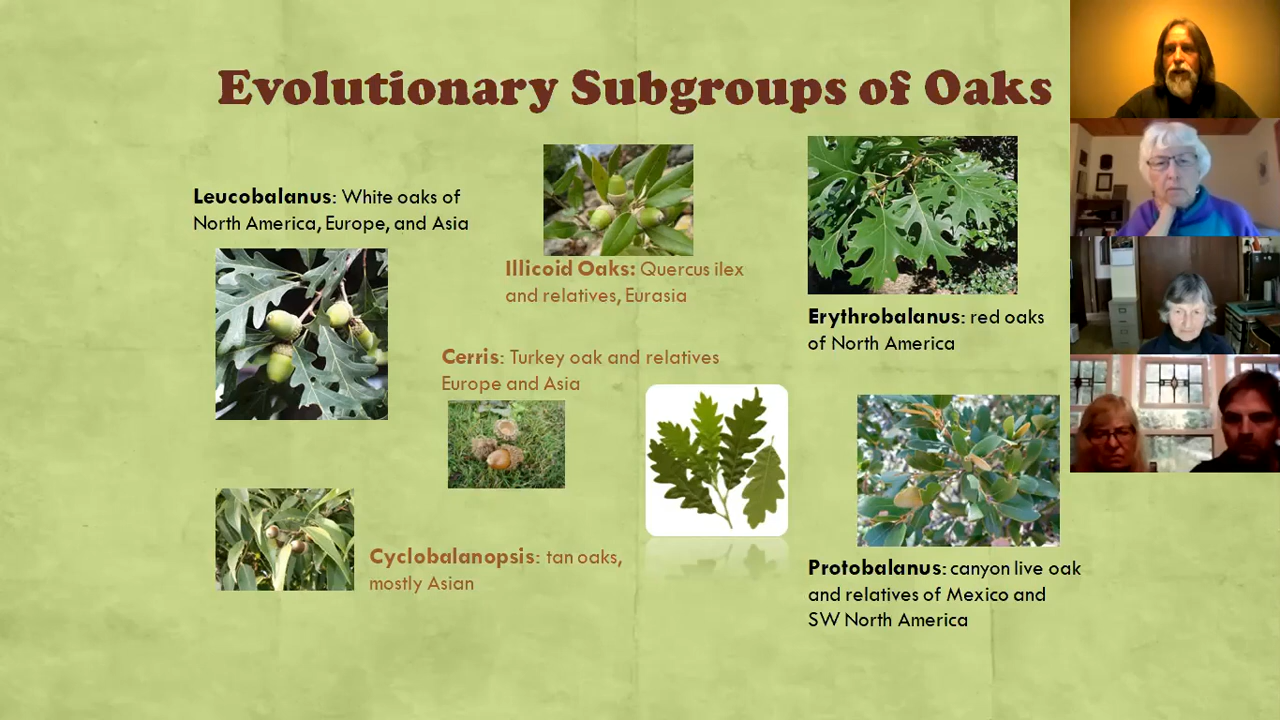 Evolutionary Subgroups of Oaks
Leucobalanus: White oaks of
North America, Europe, and Asia
Illicoid Oaks: Quercus ilex
and relatives, Eurasia
Erythrobalanus: red oaks
of North America
Cerris: Turkey oak and relatives
Europe and Asia
Cyclobalanopsis: tan oaks,
mostly Asian
Protobalanus: canyon live oak
and relatives of Mexico and
SW North America